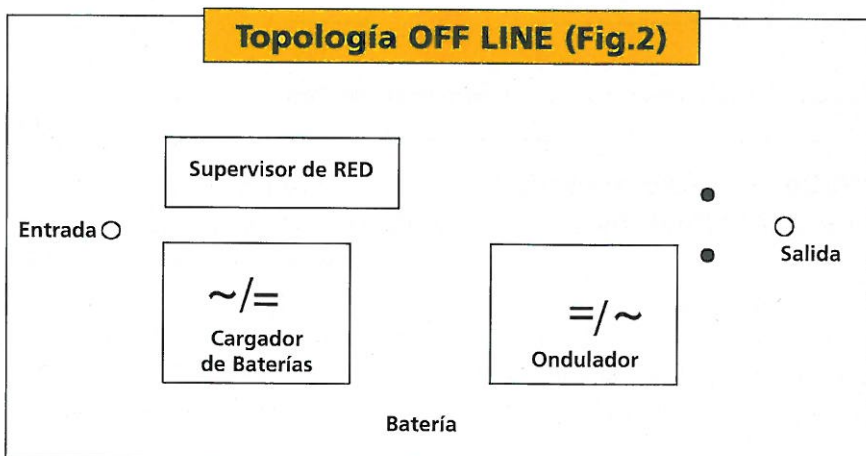 Topología OFF LINE (Fig.2)
Supervisor de RED
Entrada
Salida
~/=
Cargador
de Baterías
=/~
Ondulador
Batería